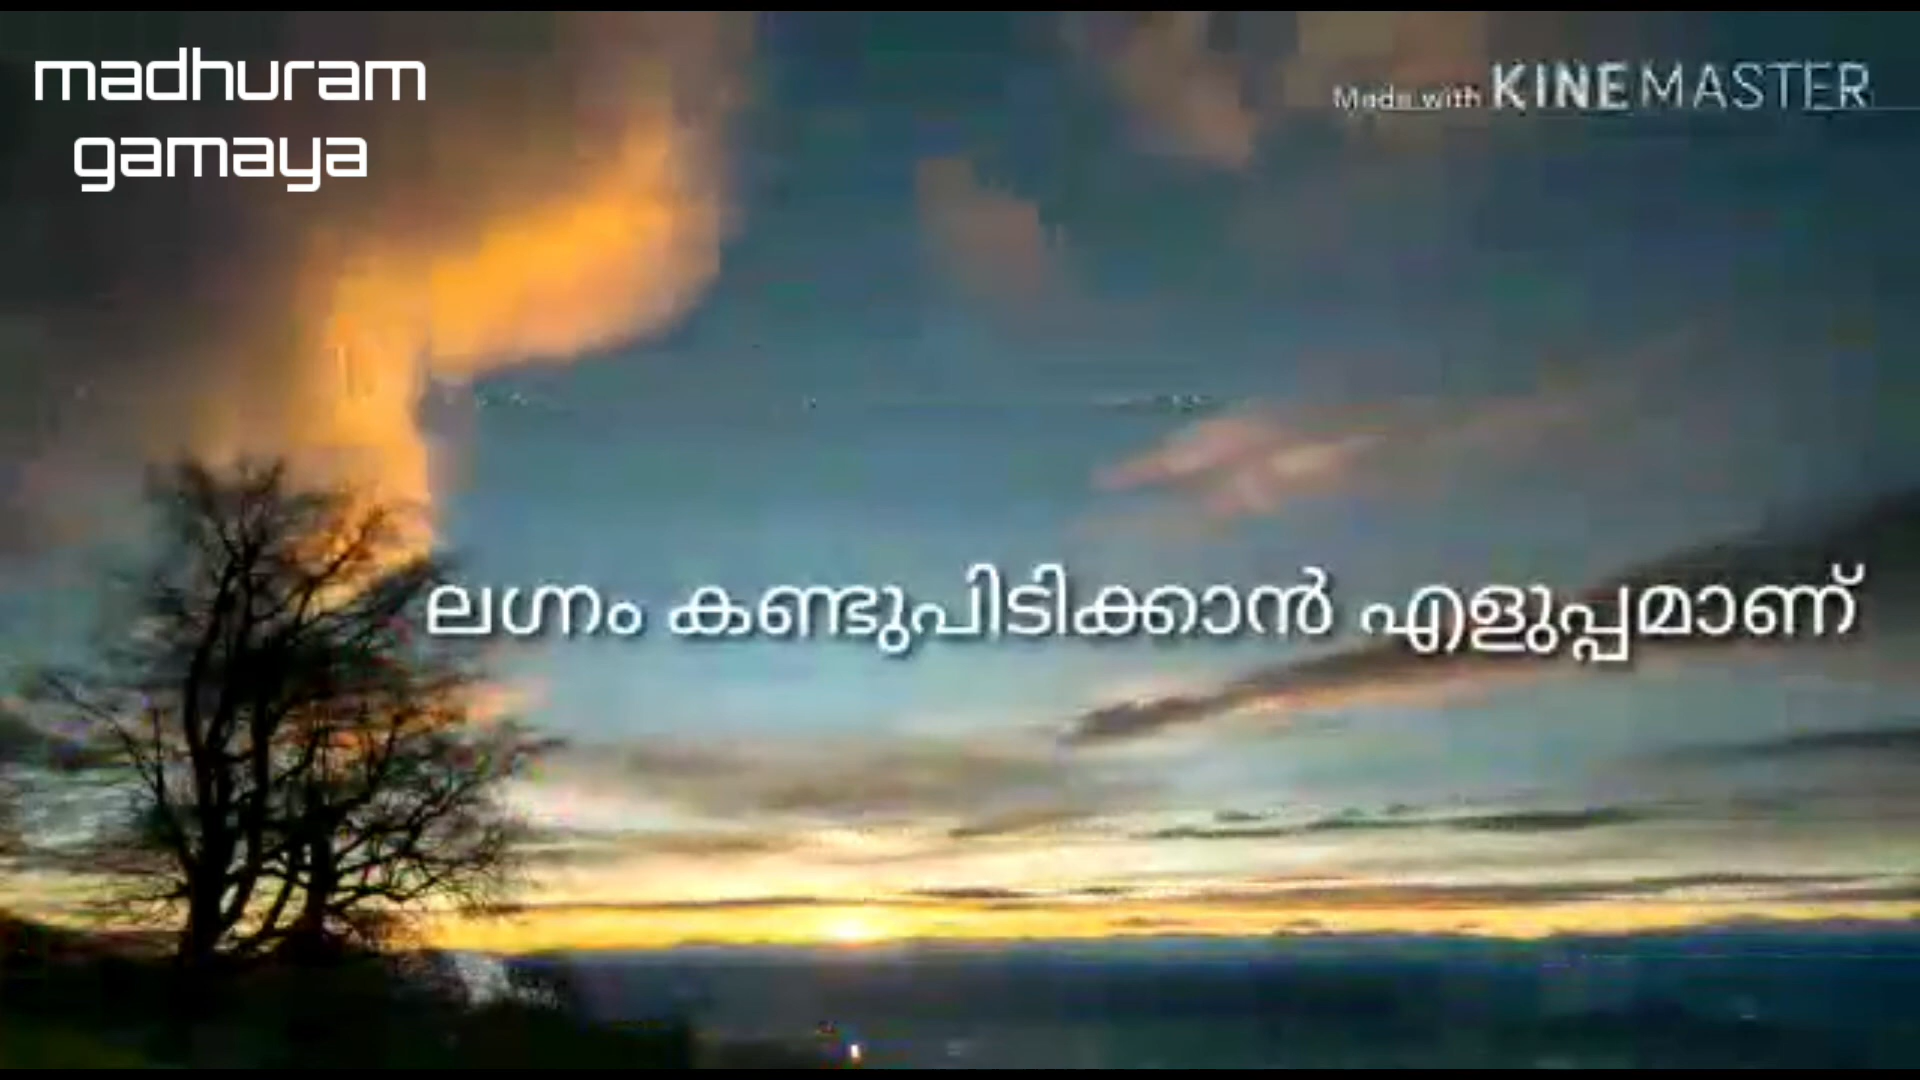 madhuram
gamaya
Made with KINEMASTER
ലഗ്നം കണ്ടുപിടിക്കാൻ എളുപ്പമാണ്